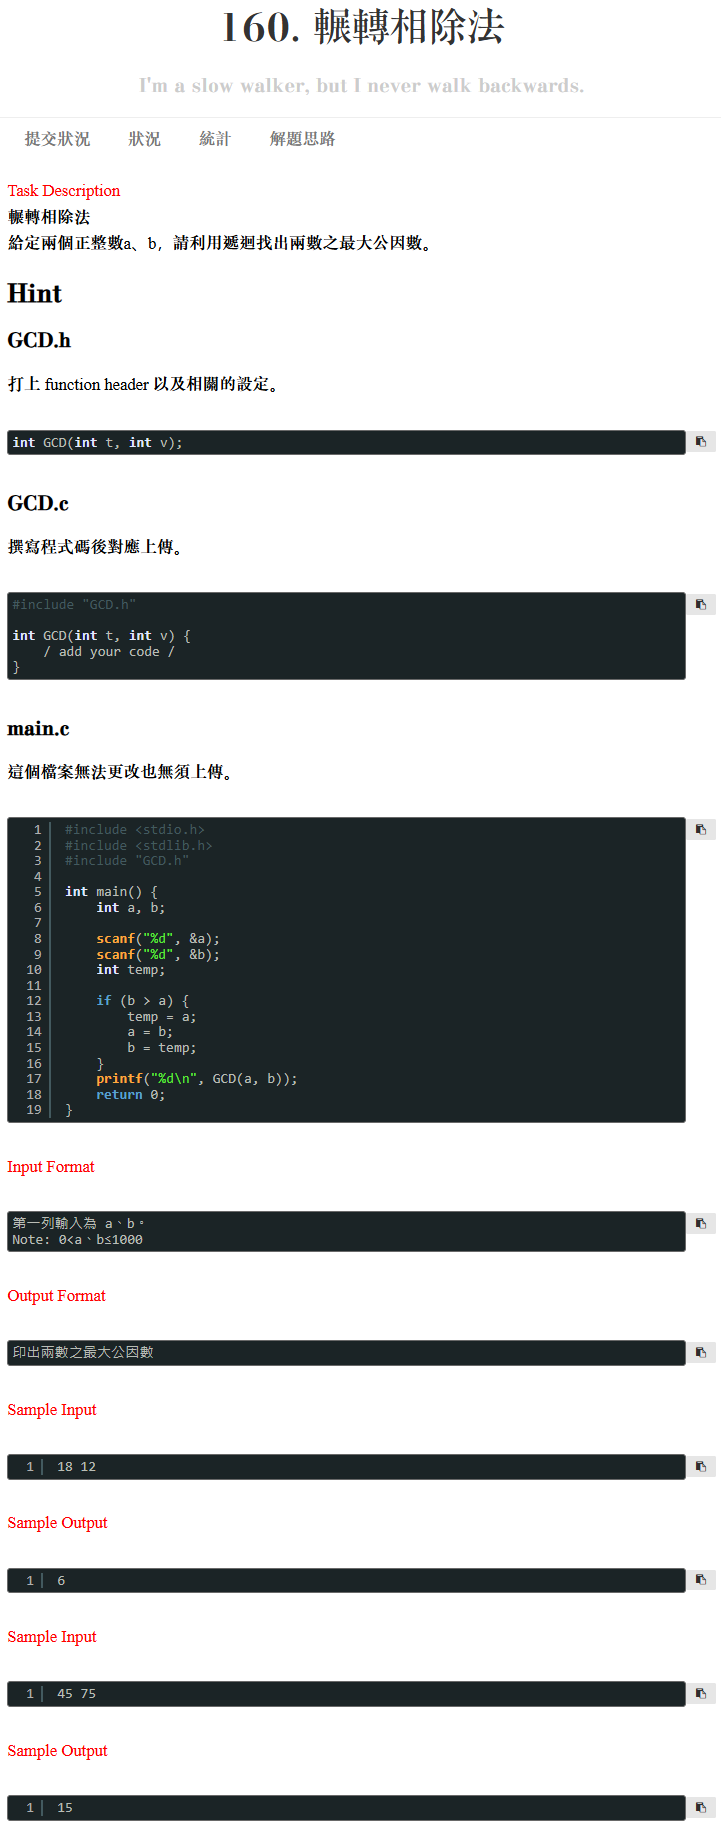 160. 輾轉相除法
I'm a slow walker, but I never walk backwards.
提交狀況 狀況 統計 解題思路
Task Description
輾轉相除法
給定兩個正整數a、b，請利用遞迴找出兩數之最大公因數。
Hint
GCD.h
打上 function header 以及相關的設定。
int GCD(int t, int v);
GCD.c
撰寫程式碼後對應上傳。
#include "GCD.h"
int GCD(int t, int v) {
/ add your code /
}
main.c
這個檔案無法更改也無須上傳。
1 #include <stdio.h>
2 #include <stdlib.h>
3 #include "GCD.h"
4
5 int main() {
6 int a, b;
7
8 scanf("%d", &a);
9 scanf("%d", &b);
10 int temp;
11
12 if (b > a) {
13 temp = a;
14 a = b;
15 b = temp;
16 }
17 printf("%d\n", GCD(a, b));
18 return 0;
19 }
Input Format
第一列輸入為 a、b。
Note: 0<a、b≤1000
Output Format
印出兩數之最大公因數
Sample Input
1 18 12
Sample Output
1 6
Sample Input
1 45 75
Sample Output
1 15